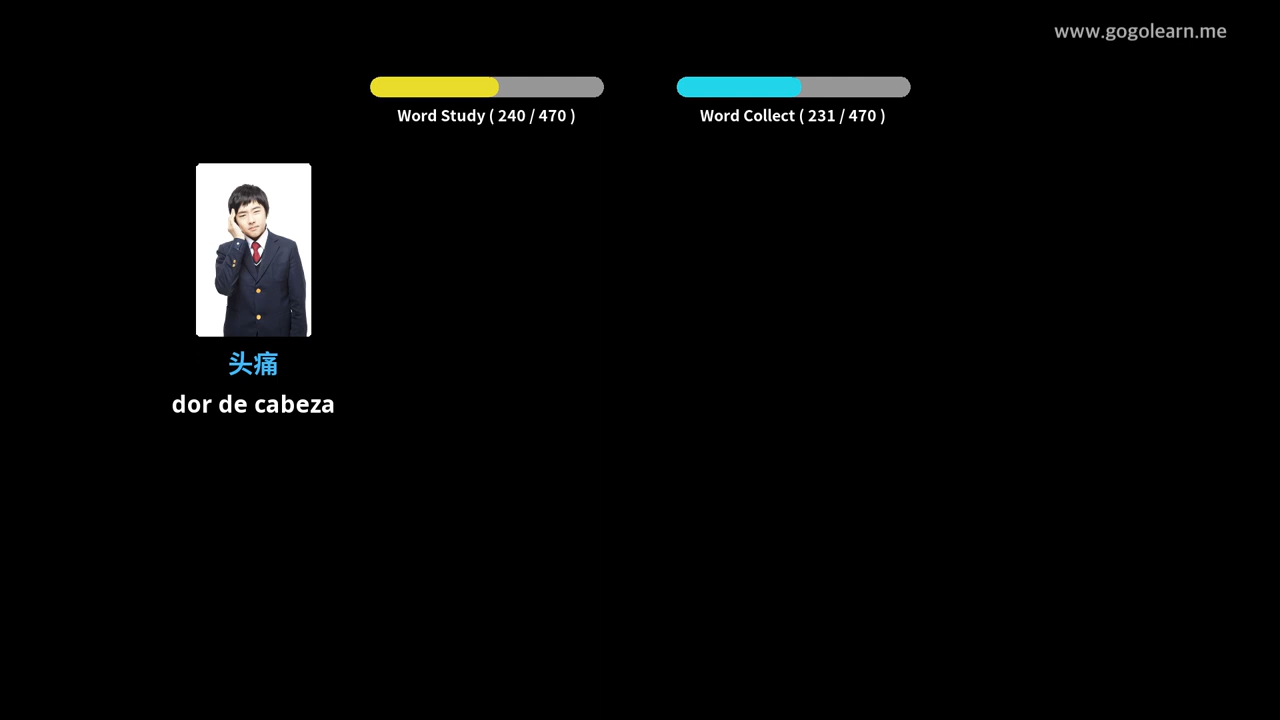 www.gogolearn.me
Word Study ( 240 / 470 )
Word Collect ( 231 / 470 )
头痛
dor de cabeza